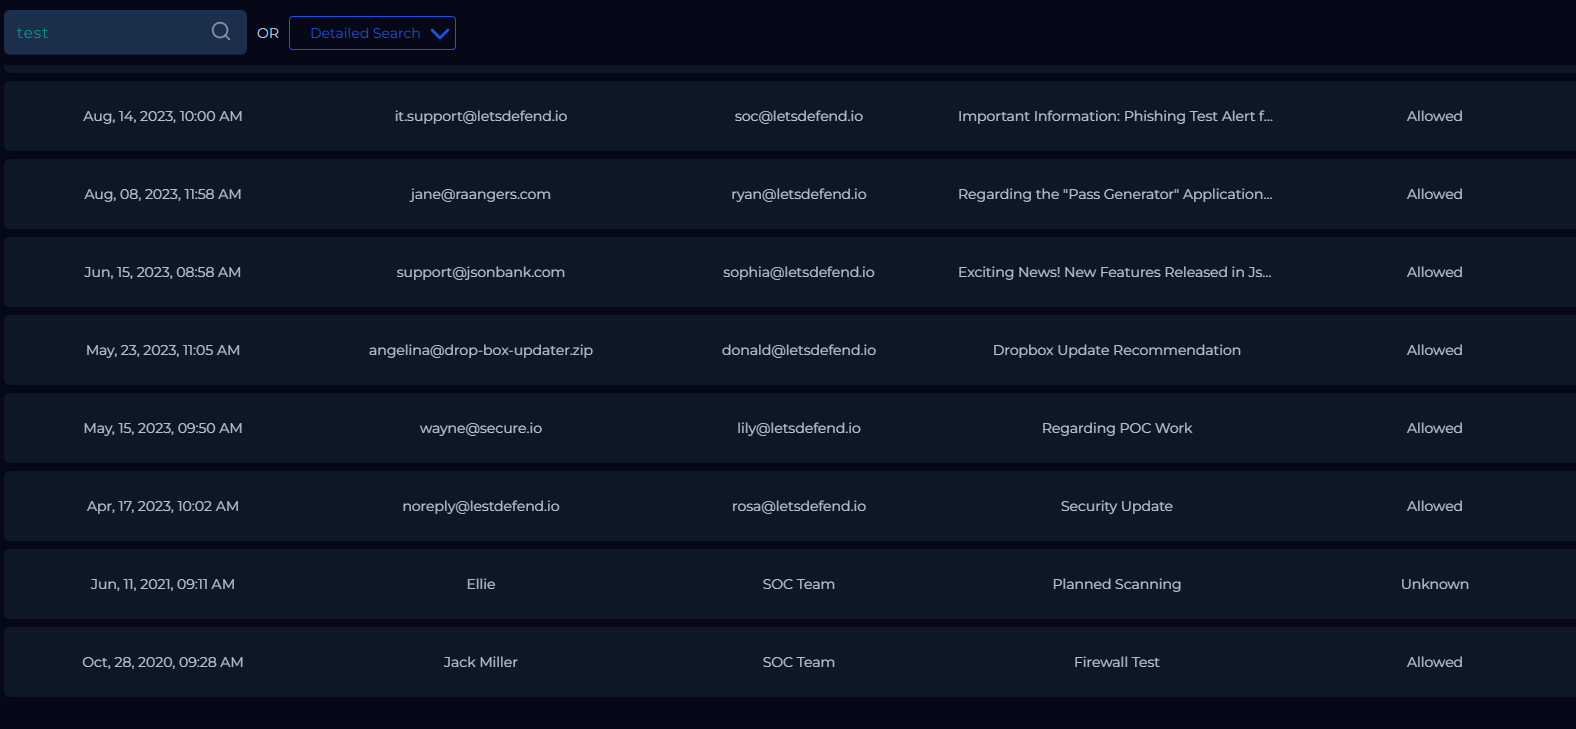 test OR Detailed Search
Aug, 14, 2023, 10:00 AM it.support@letsdefend.io soc@letsdefend.io Important Information: Phishing Test Alert f... Allowed
Aug, 08, 2023, 11:58 AM jane@raangers.com ryan@letsdefend.io Regarding the "Pass Generator" Application... Allowed
Jun, 15, 2023, 08:58 AM support@jsonbank.com sophia@letsdefend.io Exciting News! New Features Released in Js... Allowed
May, 23, 2023, 11:05 AM angelina@drop-box-updater.zip donald@letsdefend.io Dropbox Update Recommendation Allowed
May, 15, 2023, 09:50 AM wayne@secure.io lily@letsdefend.io Regarding POC Work Allowed
Apr, 17, 2023, 10:02 AM noreply@lestdefend.io rosa@letsdefend.io Security Update Allowed
Jun, 11, 2021, 09:11 AM Ellie SOC Team Planned Scanning Unknown
Oct, 28, 2020, 09:28 AM Jack Miller SOC Team Firewall Test Allowed